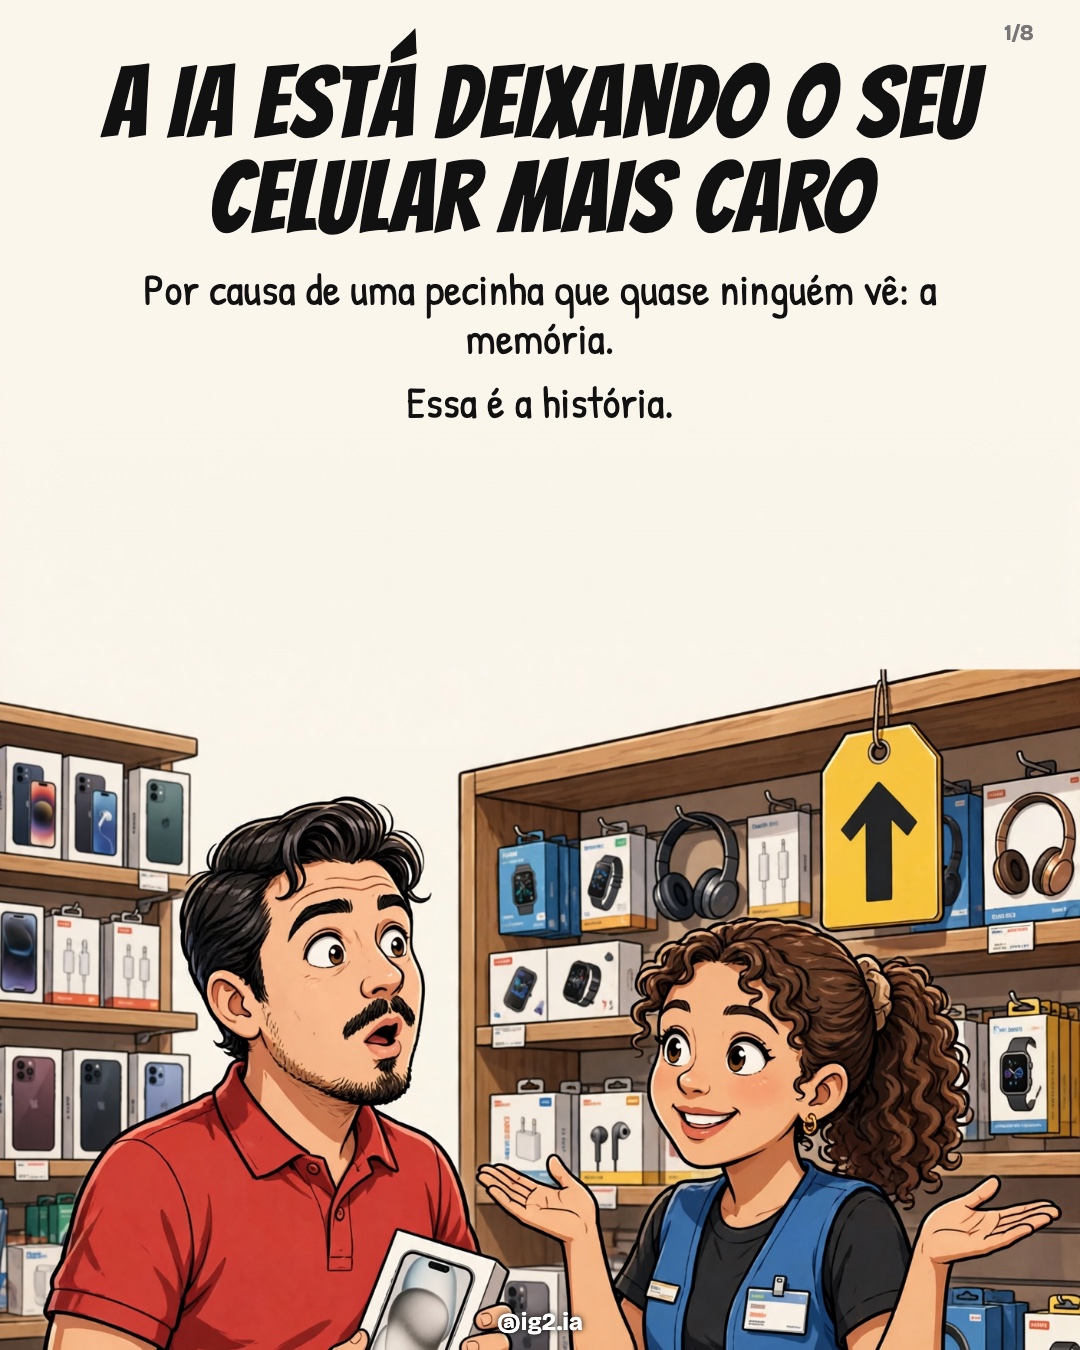 1/8
A IA ESTÁ DEIXANDO O SEU
CELULAR MAIS CARO
Por causa de uma pecinha que quase ninguém vê: a
memória.
Essa é a história.
@ig2.ia